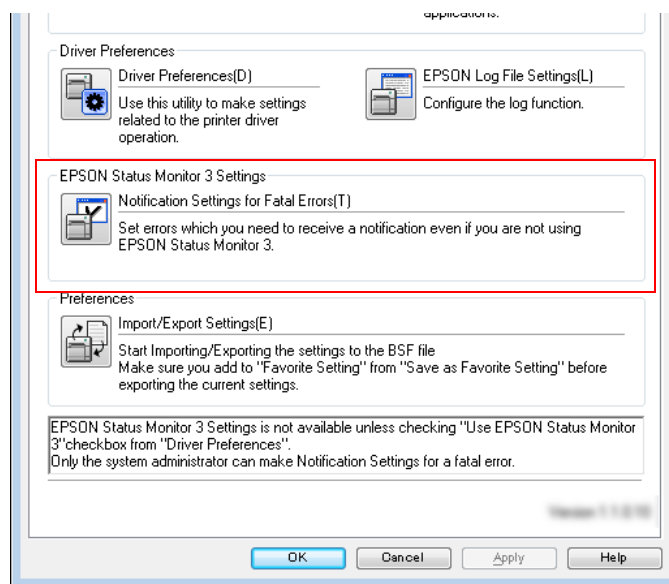 applications.
Driver Preferences
Driver Preferences(D)
Use this utility to make settings
related to the printer driver
operation.
EPSON Log File Settings(L)
Configure the log function.
EPSON Status Monitor 3 Settings
Notification Settings for Fatal Errors(T)
Set errors which you need to receive a notification even if you are not using
EPSON Status Monitor 3.
Preferences
Import/Export Settings(E)
Start Importing/Exporting the settings to the BSF file
Make sure you add to "Favorite Setting" from "Save as Favorite Setting" before
exporting the current settings.
EPSON Status Monitor 3 Settings is not available unless checking "Use EPSON Status Monitor
3"checkbox from "Driver Preferences".
Only the system administrator can make Notification Settings for a fatal error.
OK
Cancel
Apply
Help